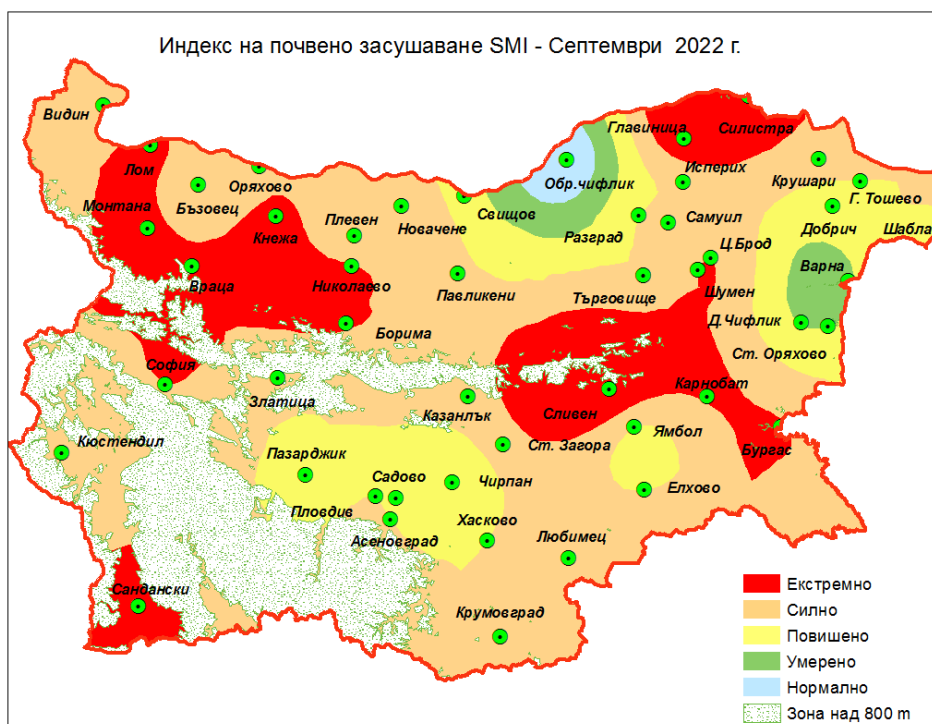 Индекс на почвено засушаване SMI - Септември 2022 г.
Видин
Главиница
Силистра
Лом
Оряхово
Обр.чифлик
Исперих
Крушари
Бъзовец
Г. Тошево
Монтана
Кнежа
Плевен
Новачене
Свищов
Разград
Самуил
Добрич
Шабла
Ц.Брод
Варна
Враца
Николаево
Павликени
Търговище
Шумен
Борима
Д.Чифлик
София
Ст. Оряхово
Златица
Казанлък
Сливен
Карнобат
Кюстендил
Ст. Загора
Ямбол
Бургас
Пазарджик
Садово
Чирпан
Елхово
Пловдив
Хасково
Асеновград
Любимец
Сандански
Крумовград
Екстремно
Силно
Повишено
Умерено
Нормално
Зона над 800 m